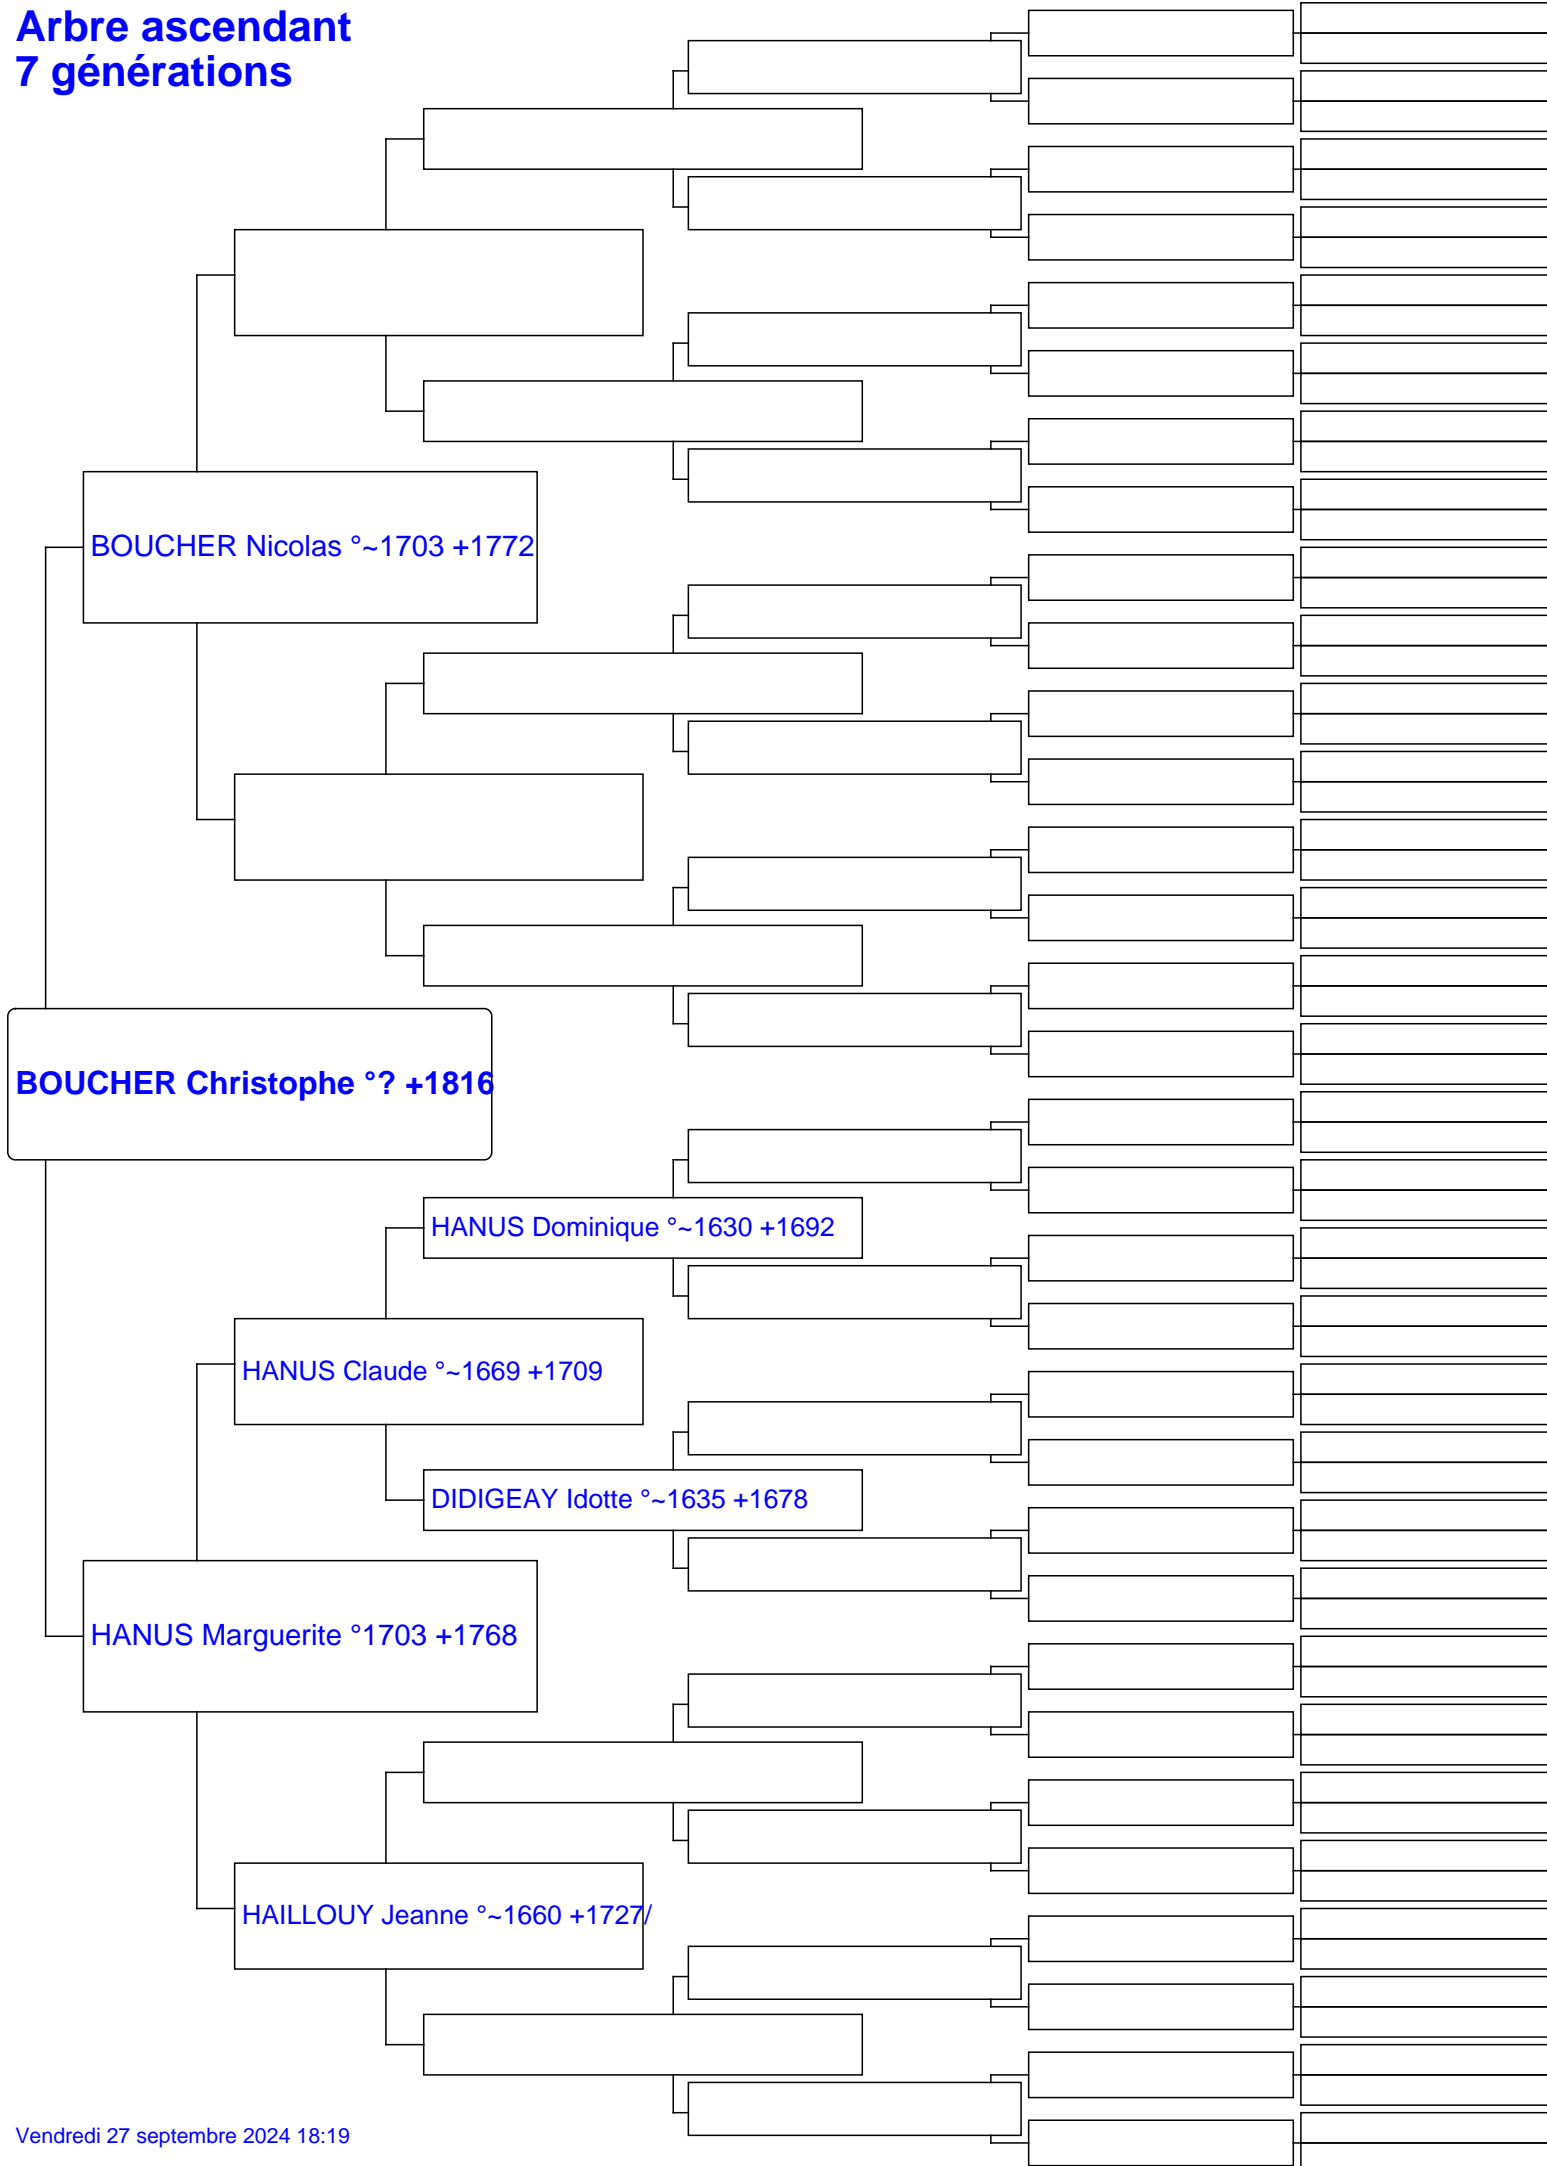 Arbre ascendant
7 générations
BOUCHER Nicolas °~1703 +1772
BOUCHER Christophe °? +1816
HANUS Dominique °~1630 +1692
HANUS Claude °~1669 +1709
DIDIGEAY Idotte °~1635 +1678
HANUS Marguerite °1703 +1768
HAILLOUY Jeanne °~1660 +1727/
Vendredi 27 septembre 2024 18:19